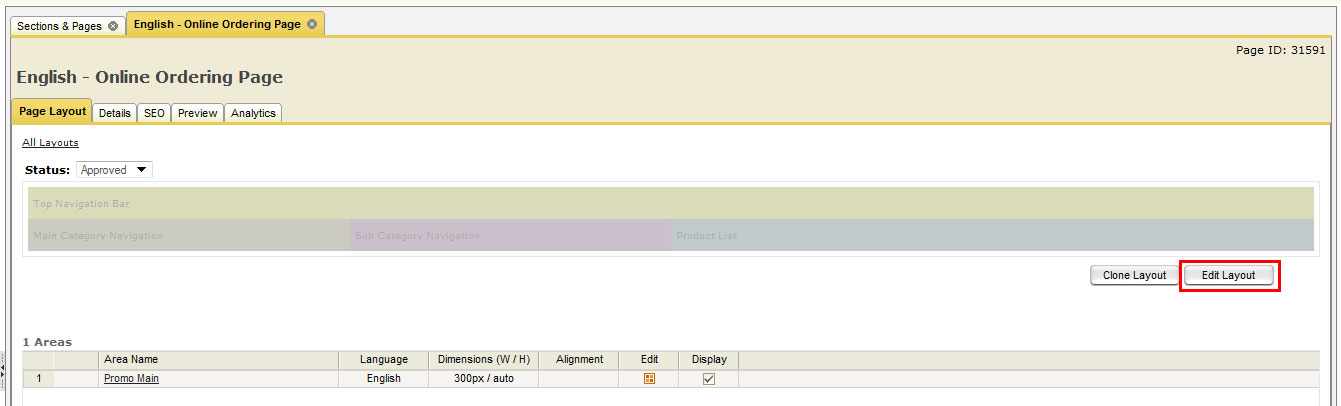 Sections & Pages English - Online Ordering Page
Page ID: 31591
English - Online Ordering Page
Page Layout Details SEO Preview Analytics
All Layouts
Status: Approved
Top Navigation Bar
Main Category Navigation Sub Category Navigation Product List
Clone Layout Edit Layout
1 Areas
Area Name Language Dimensions (W / H) Alignment Edit Display
1 Promo Main English 300px / auto